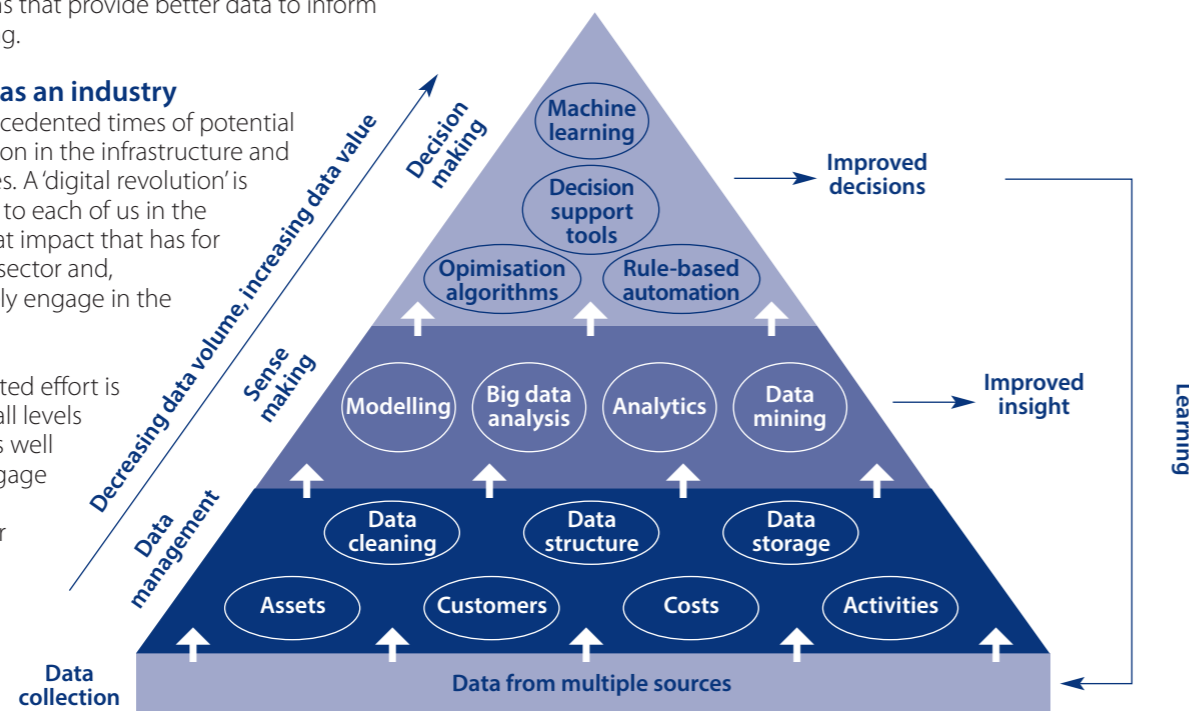 ns that provide better data to inform
g.
as an industry
cedented times of potential
on in the infrastructure and
es. A ‘digital revolution’ is
to each of us in the
at impact that has for
sector and,
ly engage in the
ted effort is
all levels
s well
gage
r
Decreasing data volume, increasing data value
Decision
making
Machine
learning
Decision
support
tools
Opimisation
algorithms
Rule-based
automation
Improved
decisions
Sense
making
Modelling
Big data
analysis
Analytics
Data
mining
Improved
insight
Learning
Data
management
Data
cleaning
Data
structure
Data
storage
Assets
Customers
Costs
Activities
Data
collection
Data from multiple sources